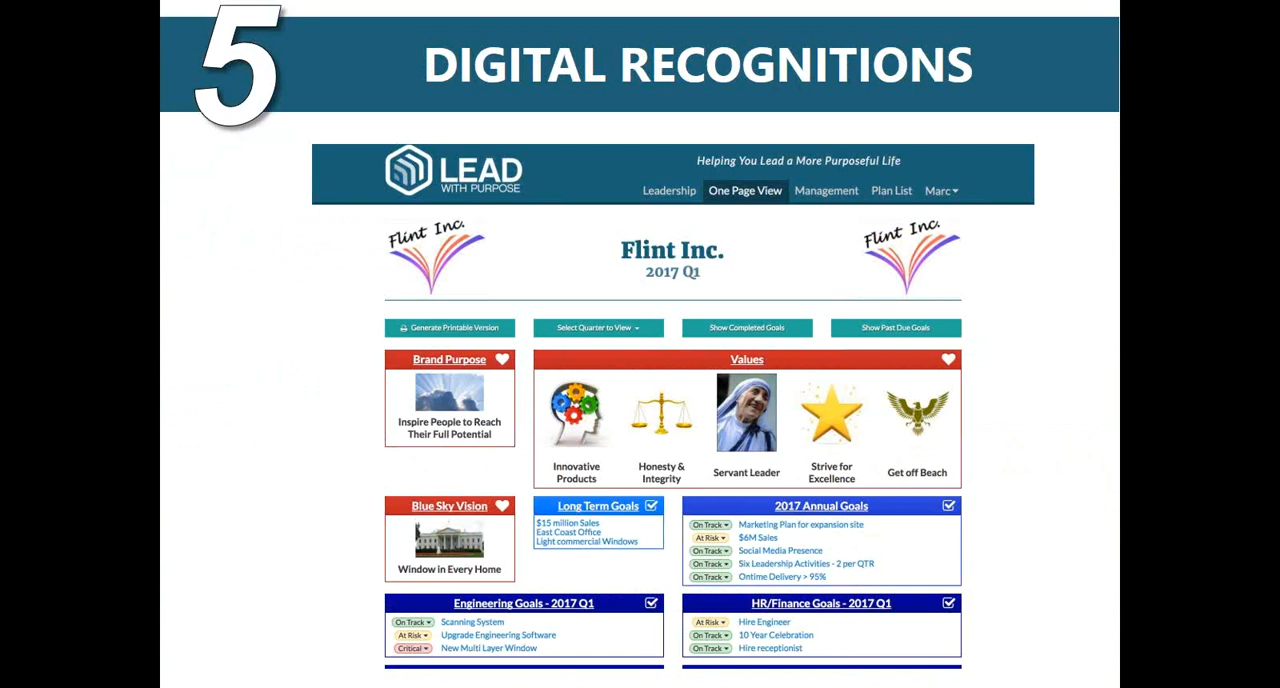 5
DIGITAL RECOGNITIONS
LEAD
WITH PURPOSE
Helping You Lead a More Purposeful Life
Leadership One Page View Management Plan List Marc
Flint Inc.
Flint Inc.
2017 Q1
Flint Inc.
Generate Printable Version
Select Quarter to View
Show Completed Goals
Show Past Due Goals
Brand Purpose
Inspire People to Reach
Their Full Potential
Values
Innovative
Products
Honesty &
Integrity
Servant Leader
Strive for
Excellence
Get off Beach
Blue Sky Vision
Window in Every Home
Long Term Goals
$15 million Sales
East Coast Office
Light commercial Windows
2017 Annual Goals
On Track Marketing Plan for expansion site
At Risk $6M Sales
On Track Social Media Presence
On Track Six Leadership Activities - 2 per QTR
On Track Ontime Delivery > 95%
Engineering Goals - 2017 Q1
On Track Scanning System
At Risk Upgrade Engineering Software
Critical New Multi Layer Window
HR/Finance Goals - 2017 Q1
At Risk Hire Engineer
On Track 10 Year Celebration
On Track Hire receptionist